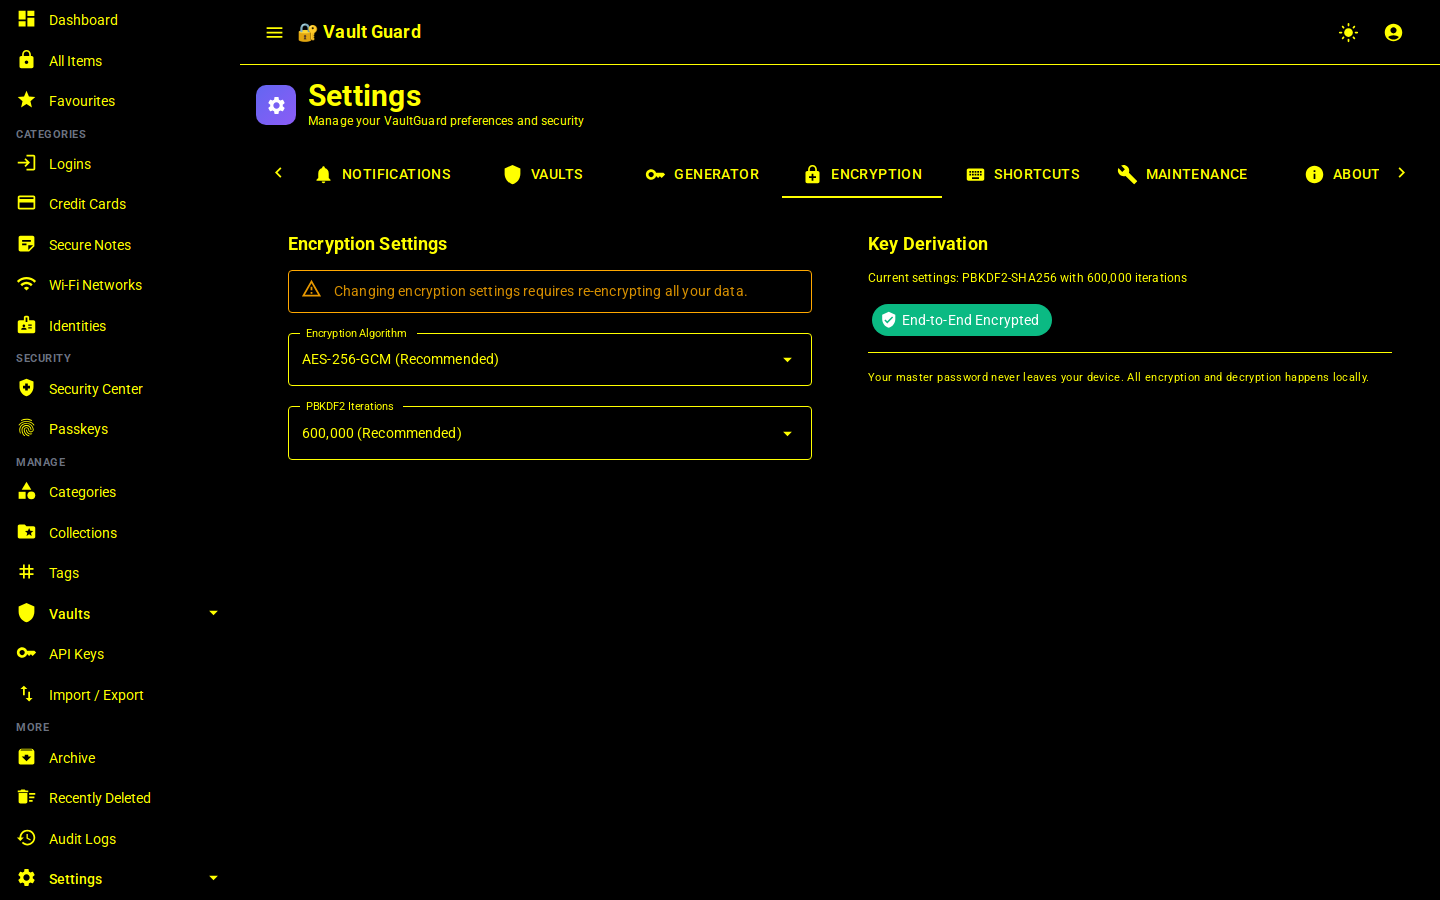 Dashboard
All Items
Favourites
CATEGORIES
Logins
Credit Cards
Secure Notes
Wi-Fi Networks
Identities
SECURITY
Security Center
Passkeys
MANAGE
Categories
Collections
Tags
Vaults
API Keys
Import / Export
MORE
Archive
Recently Deleted
Audit Logs
Settings
Vault Guard
Settings
Manage your VaultGuard preferences and security
NOTIFICATIONS
VAULTS
GENERATOR
ENCRYPTION
SHORTCUTS
MAINTENANCE
ABOUT
Encryption Settings
Changing encryption settings requires re-encrypting all your data.
Encryption Algorithm
AES-256-GCM (Recommended)
PBKDF2 Iterations
600,000 (Recommended)
Key Derivation
Current settings: PBKDF2-SHA256 with 600,000 iterations
End-to-End Encrypted
Your master password never leaves your device. All encryption and decryption happens locally.